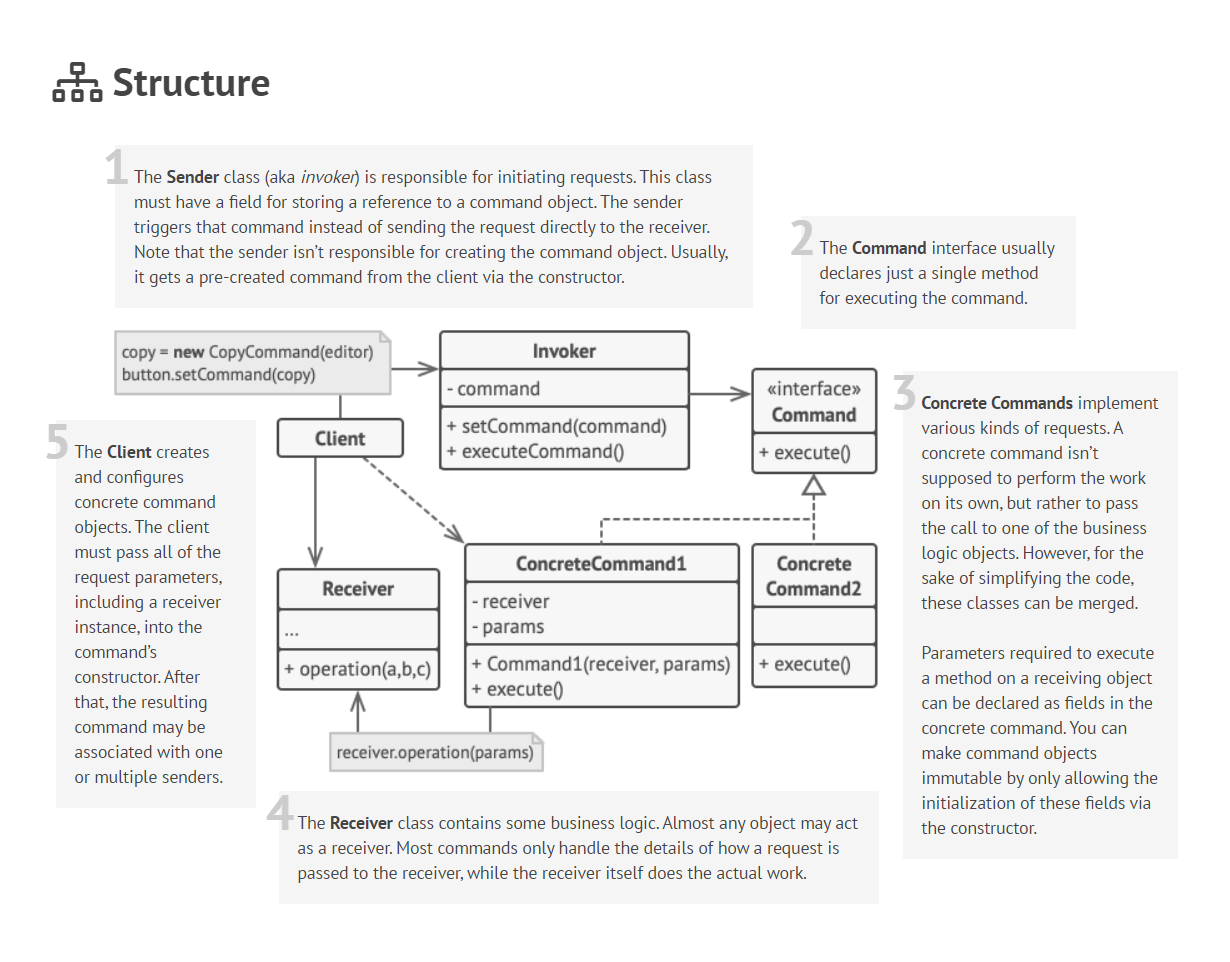 Structure
1
The Sender class (aka invoker) is responsible for initiating requests. This class
must have a field for storing a reference to a command object. The sender
triggers that command instead of sending the request directly to the receiver.
Note that the sender isn’t responsible for creating the command object. Usually,
it gets a pre-created command from the client via the constructor.
2
The Command interface usually
declares just a single method
for executing the command.
copy = new CopyCommand(editor)
button.setCommand(copy)
Invoker
- command
+ setCommand(command)
+ executeCommand()
«interface»
Command
+ execute()
3
Concrete Commands implement
various kinds of requests. A
concrete command isn’t
supposed to perform the work
on its own, but rather to pass
the call to one of the business
logic objects. However, for the
sake of simplifying the code,
these classes can be merged.
Parameters required to execute
a method on a receiving object
can be declared as fields in the
concrete command. You can
make command objects
immutable by only allowing the
initialization of these fields via
the constructor.
5
The Client creates
and configures
concrete command
objects. The client
must pass all of the
request parameters,
including a receiver
instance, into the
command’s
constructor. After
that, the resulting
command may be
associated with one
or multiple senders.
Client
Receiver
...
+ operation(a,b,c)
ConcreteCommand1
- receiver
- params
+ Command1(receiver, params)
+ execute()
Concrete
Command2
+ execute()
receiver.operation(params)
4
The Receiver class contains some business logic. Almost any object may act
as a receiver. Most commands only handle the details of how a request is
passed to the receiver, while the receiver itself does the actual work.